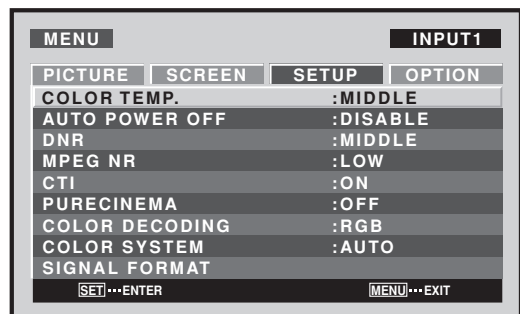 MENU INPUT1
PICTURE SCREEN SETUP OPTION
COLOR TEMP. :MIDDLE
AUTO POWER OFF :DISABLE
DNR :MIDDLE
MPEG NR :LOW
CTI :ON
PURECINEMA :OFF
COLOR DECODING :RGB
COLOR SYSTEM :AUTO
SIGNAL FORMAT
SET ••• ENTER MENU ••• EXIT